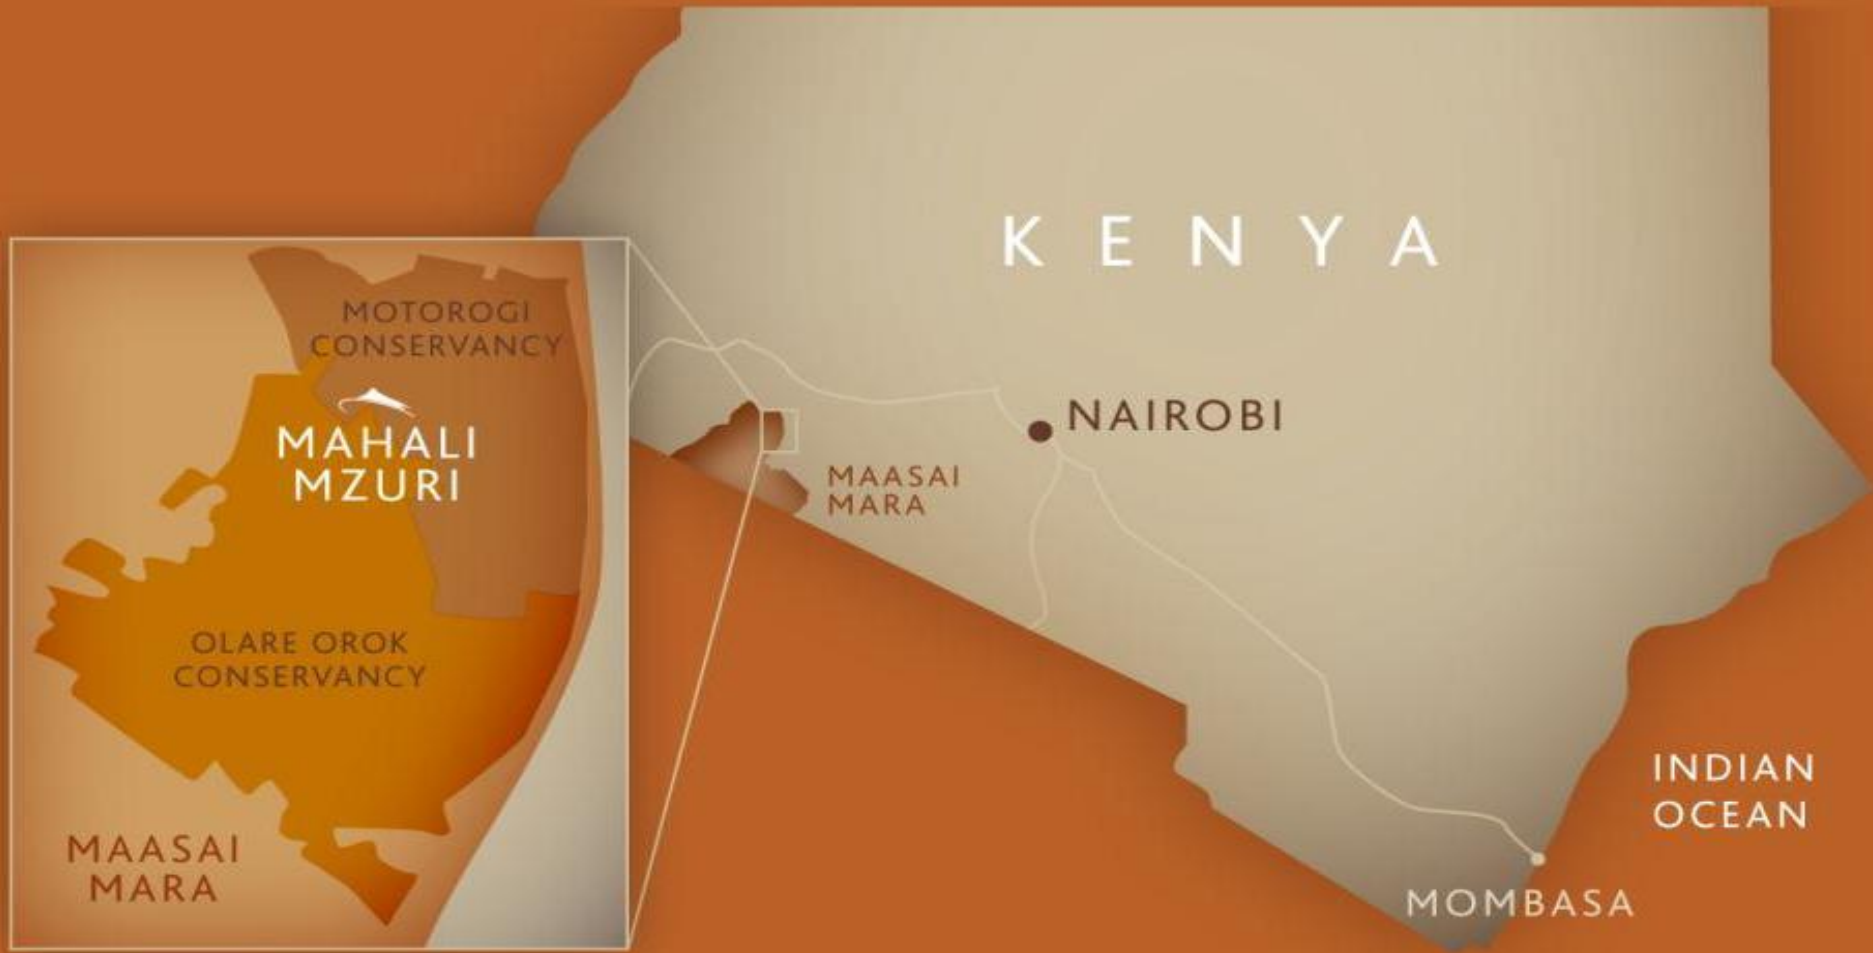 KENYA
MOTOROGI
CONSERVANCY
MAHALI
MZURI
NAIROBI
MAASAI
MARA
OLARE OROK
CONSERVANCY
MAASAI
MARA
INDIAN
OCEAN
MOMBASA